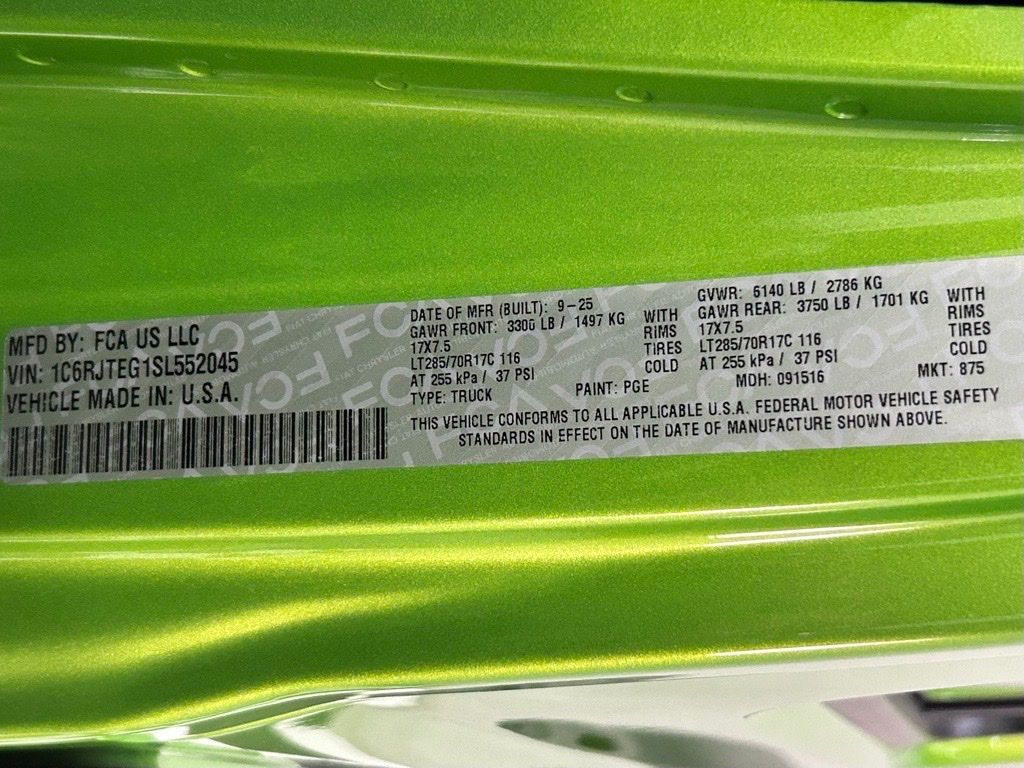 MFD BY: FCA US LLC
VIN: 1C6RJTEG1SL552045
VEHICLE MADE IN: U.S.A.
DATE OF MFR (BUILT): 9-25
GAWR FRONT: 3306 LB / 1497 KG WITH
17X7.5 RIMS
LT285/70R17C 116 TIRES
AT 255 kPa / 37 PSI COLD
TYPE: TRUCK PAINT: PGE
GVWR: 6140 LB / 2786 KG
GAWR REAR: 3750 LB / 1701 KG WITH
17X7.5 RIMS
LT285/70R17C 116 TIRES
AT 255 kPa / 37 PSI COLD
MDH: 091516 MKT: 875
THIS VEHICLE CONFORMS TO ALL APPLICABLE U.S.A. FEDERAL MOTOR VEHICLE SAFETY
STANDARDS IN EFFECT ON THE DATE OF MANUFACTURE SHOWN ABOVE.